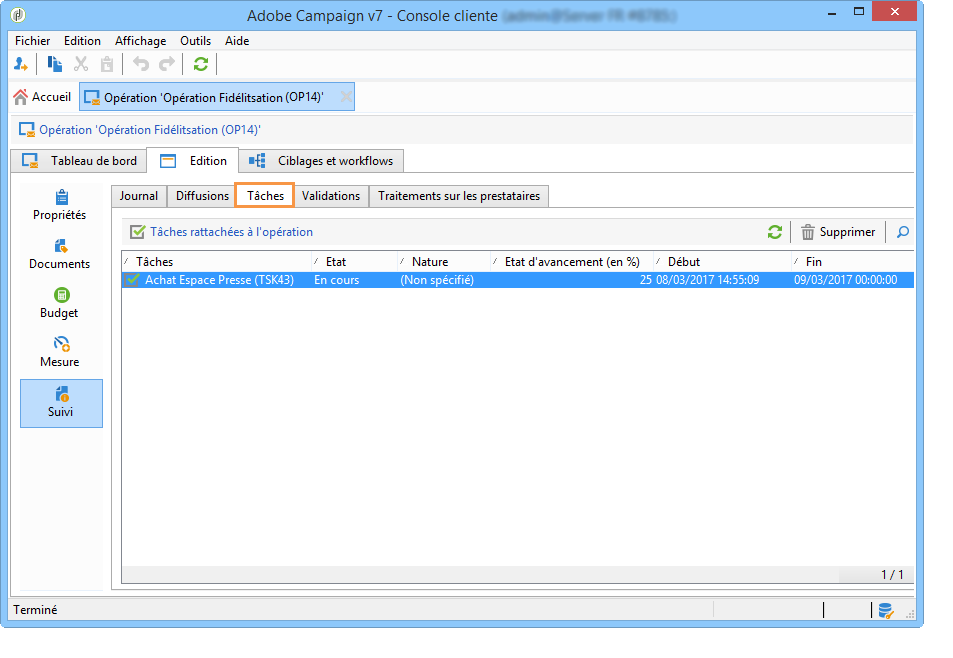 Adobe Campaign v7 - Console cliente
Fichier Edition Affichage Outils Aide
Accueil Opération 'Opération Fidélitsation (OP14)'
Opération 'Opération Fidélitsation (OP14)'
Tableau de bord Edition Ciblages et workflows
Propriétés
Documents
Budget
Mesure
Suivi
Journal Diffusions Tâches Validations Traitements sur les prestataires
Tâches rattachées à l'opération Supprimer
Tâches Etat Nature Etat d'avancement (en %) Début Fin
Achat Espace Presse (TSK43) En cours (Non spécifié) 25 08/03/2017 14:55:09 09/03/2017 00:00:00
1 / 1
Terminé